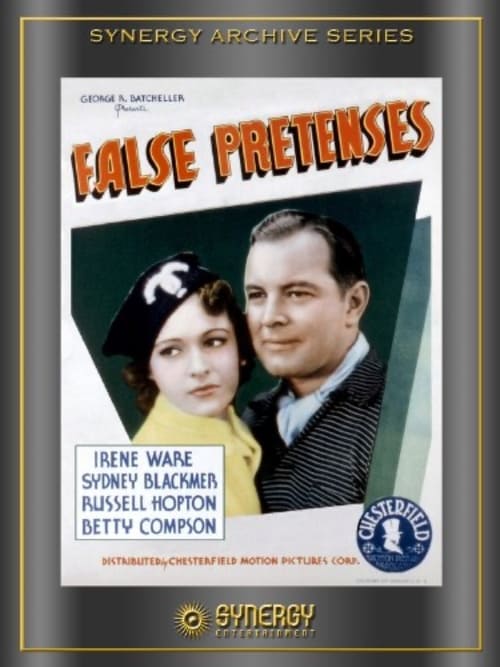 SYNERGY ARCHIVE SERIES
GEORGE R. BATCHELLER
Presents
FALSE PRETENSES
IRENE WARE
SYDNEY BLACKMER
RUSSELL HOPTON
BETTY COMPSON
CHESTERFIELD
DISTRIBUTED by CHESTERFIELD MOTION PICTURES CORP.
SYNERGY
ENTERTAINMENT